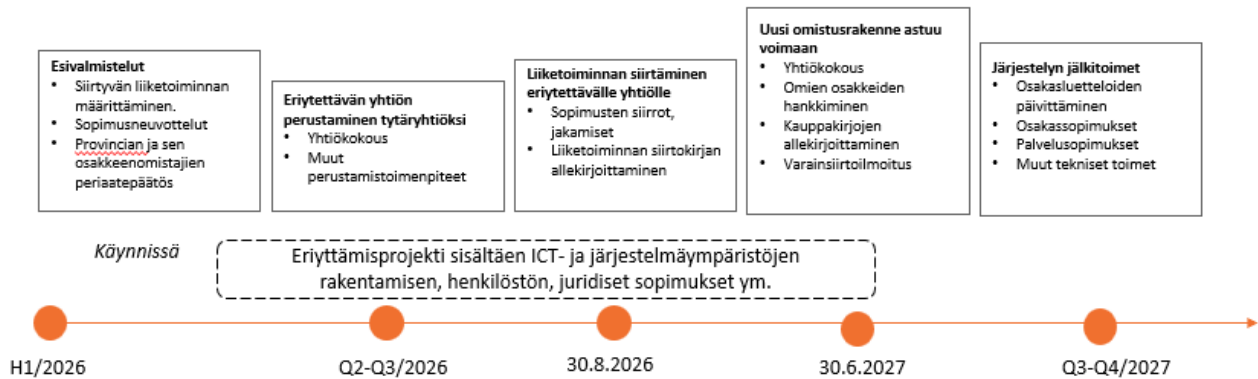 Esivalmistelut
• Siirtyvän liiketoiminnan
määrittäminen.
• Sopimusneuvottelut
• Provincian ja sen
osakkeenomistajien
periaatepäätös
Eriytettävän yhtiön
perustaminen tytäryhtiöksi
• Yhtiökokous
• Muut
perustamistoimenpiteet
Liiketoiminnan siirtäminen
eriytettävälle yhtiölle
• Sopimusten siirrot,
jakamiset
• Liiketoiminnan siirtokirjan
allekirjoittaminen
Uusi omistusrakenne astuu
voimaan
• Yhtiökokous
• Omien osakkeiden
hankkiminen
• Kauppakirjojen
allekirjoittaminen
• Varainsiirtoilmoitus
Järjestelyn jälkitoimet
• Osakasluetteloiden
päivittäminen
• Osakassopimukset
• Palvelusopimukset
• Muut tekniset toimet
Käynnissä
Eriyttämisprojekti sisältäen ICT- ja järjestelmäympäristöjen
rakentamisen, henkilöstön, juridiset sopimukset ym.
H1/2026
Q2-Q3/2026
30.8.2026
30.6.2027
Q3-Q4/2027